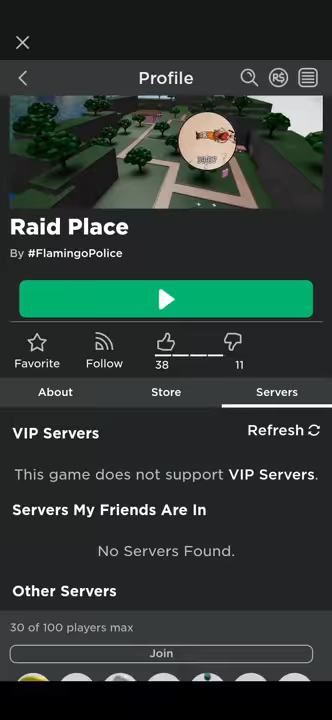 Profile
Raid Place
By #FlamingoPolice
Favorite
Follow
38
11
About
Store
Servers
VIP Servers
Refresh
This game does not support VIP Servers.
Servers My Friends Are In
No Servers Found.
Other Servers
30 of 100 players max
Join